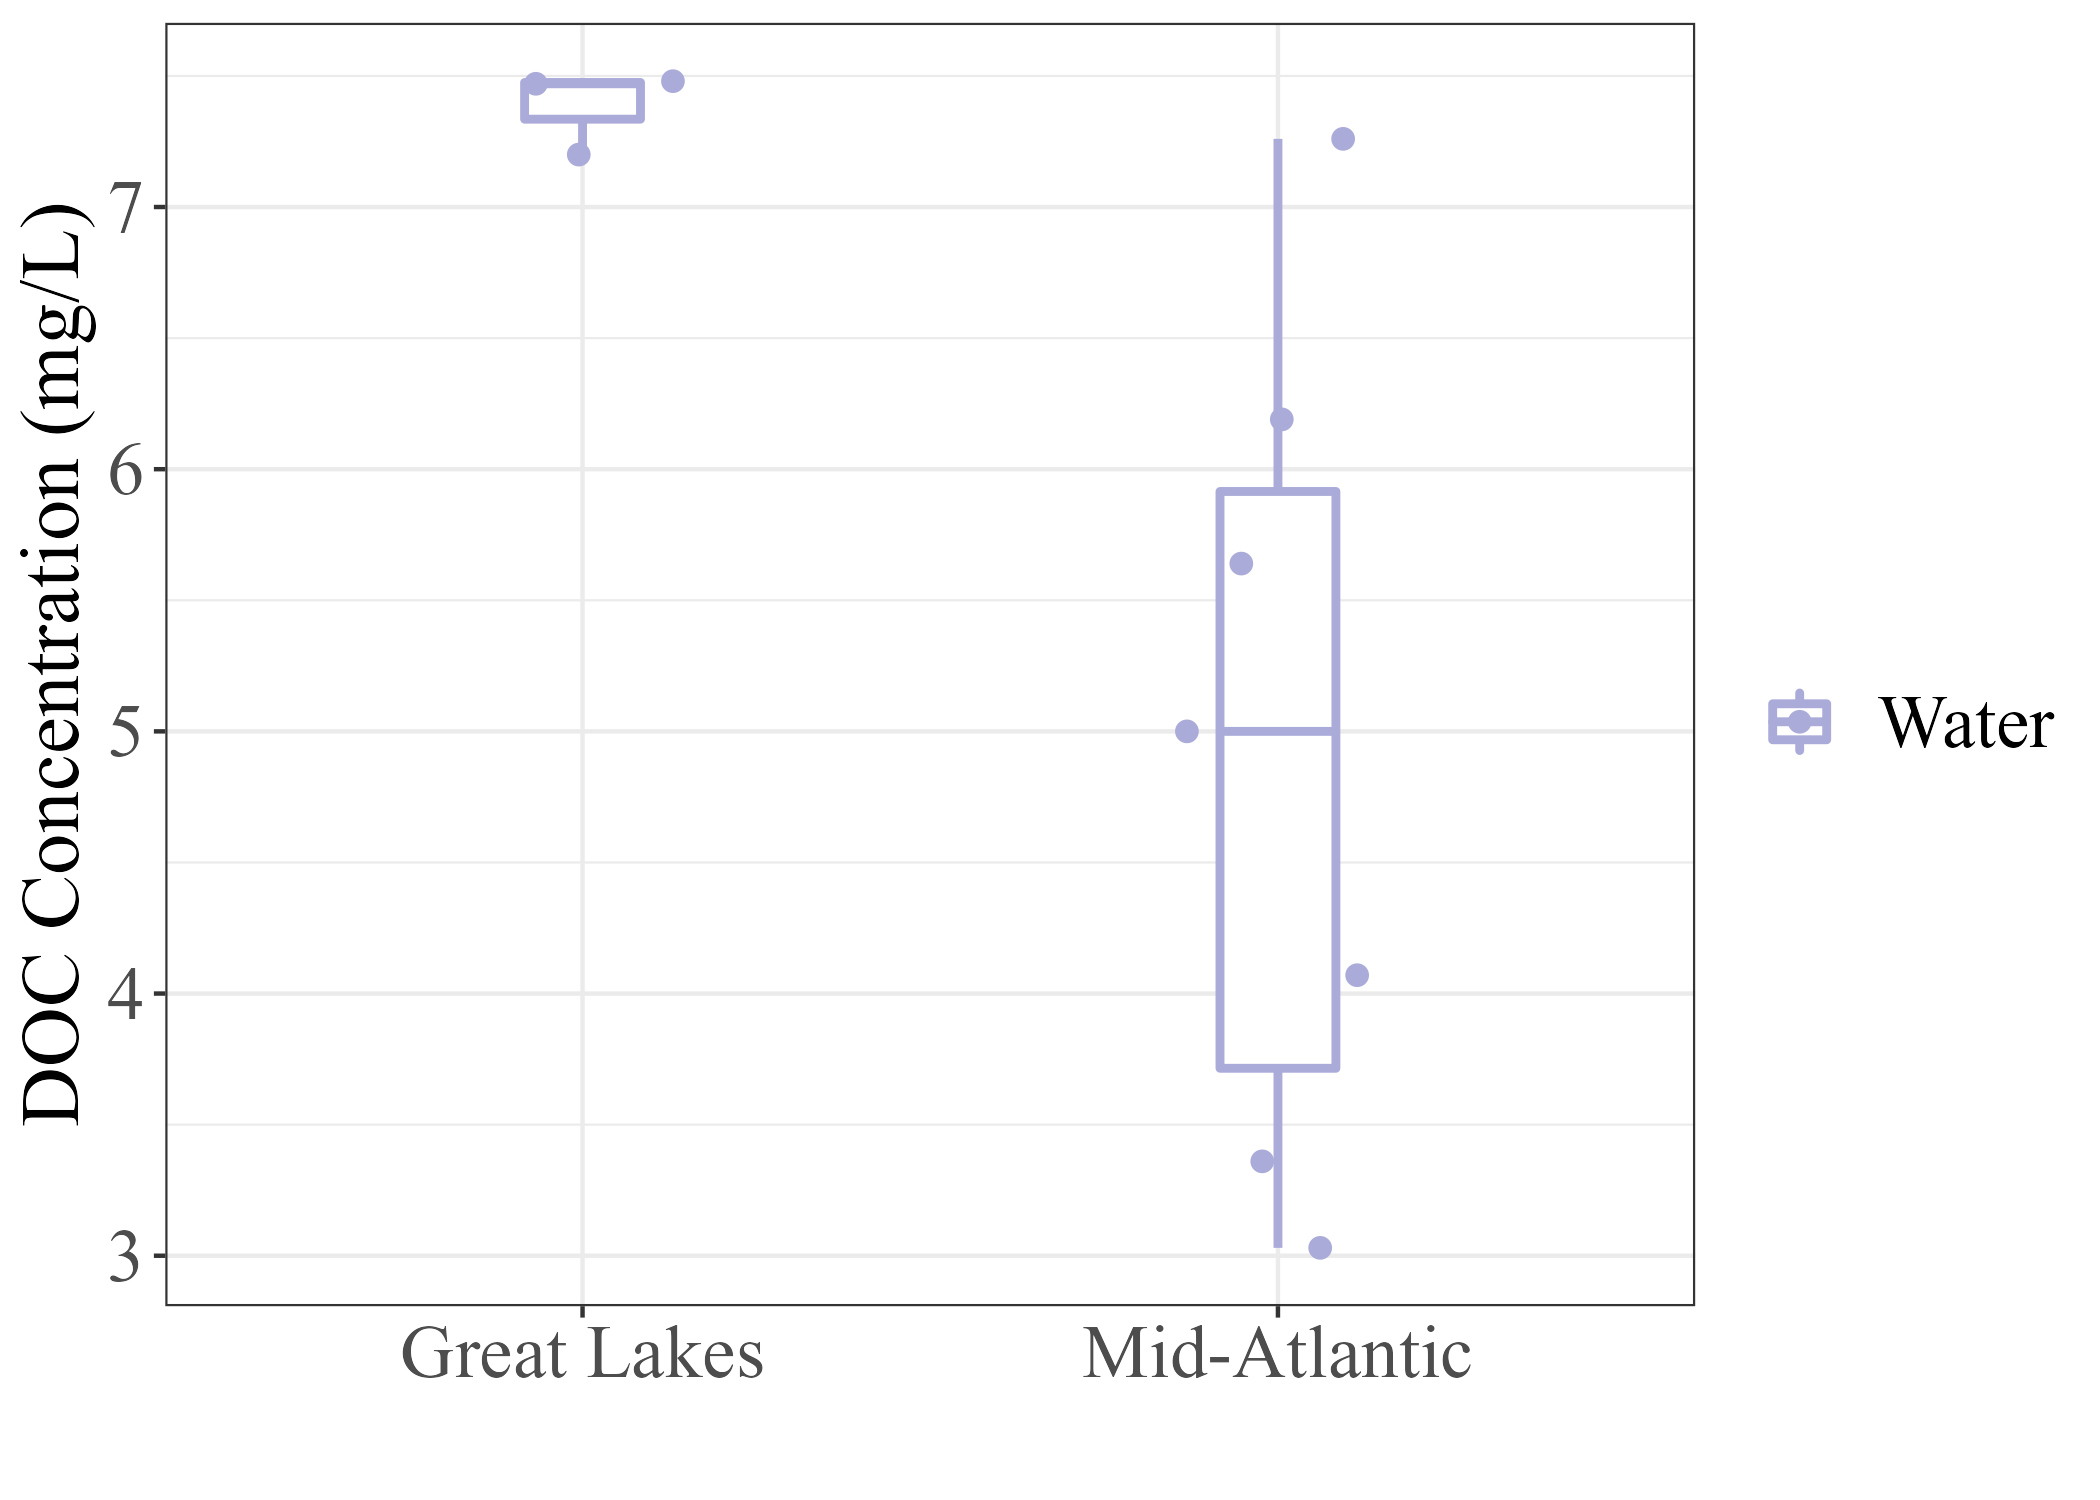 DOC Concentration (mg/L)
7
6
5
4
3
Great Lakes
Mid-Atlantic
Water